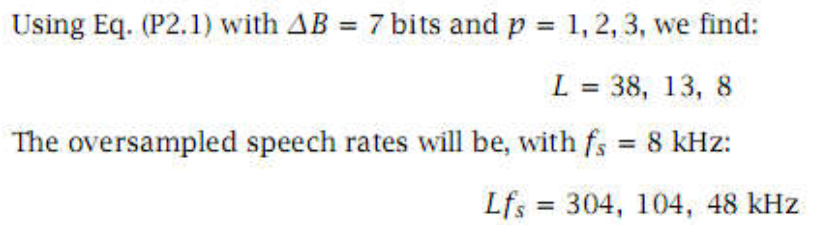 Using Eq. (P2.1) with ΔB = 7 bits and p = 1, 2, 3, we find:
L = 38, 13, 8
The oversampled speech rates will be, with fₛ = 8 kHz:
Lfₛ = 304, 104, 48 kHz